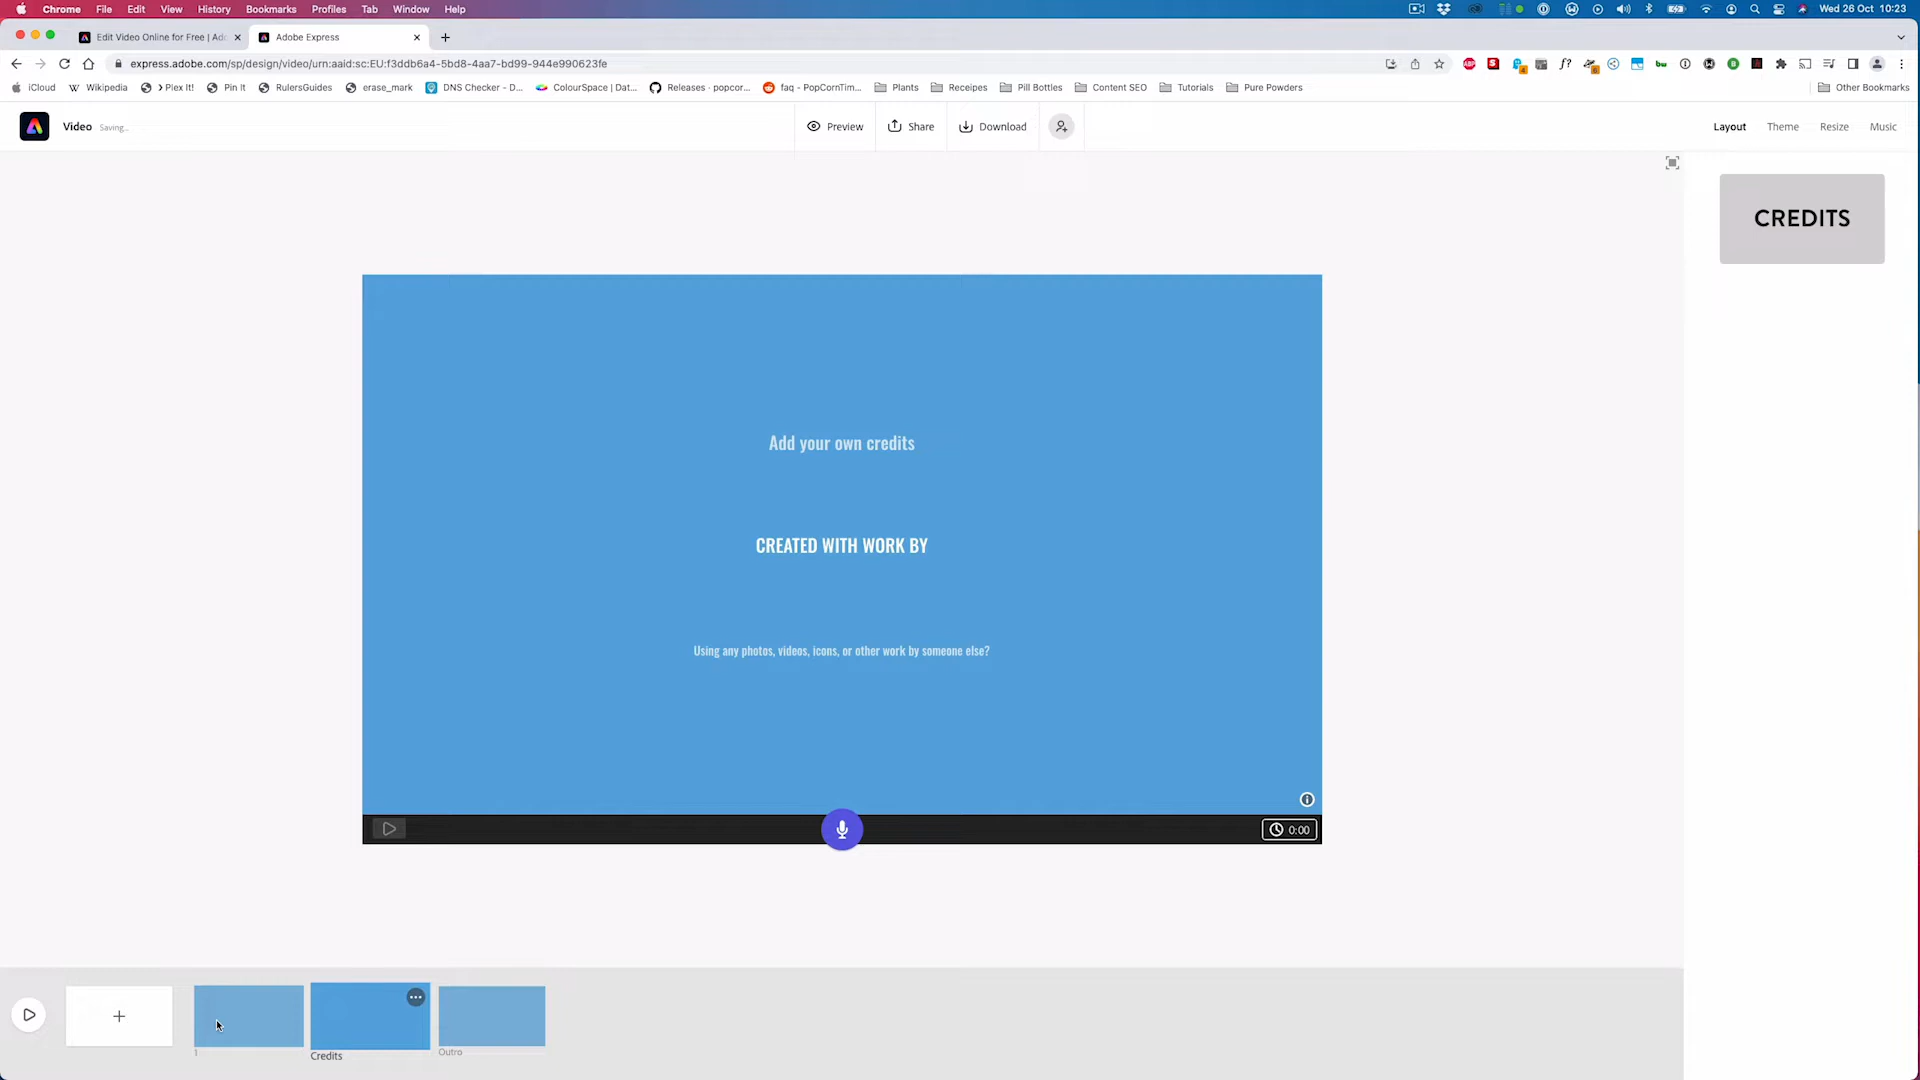 Chrome File Edit View History Bookmarks Profiles Tab Window Help
Wed 26 Oct 10:23
Edit Video Online for Free | Ado
Adobe Express
express.adobe.com/sp/design/video/urn:aaid:sc:EU:f3ddb6a4-5bd8-4aa7-bd99-944e990623fe
iCloud Wikipedia Plex It! Pin It RulersGuides erase_mark DNS Checker - D... ColourSpace | Dat... Releases · popcor... faq - PopCornTim... Plants Receipes Pill Bottles Content SEO Tutorials Pure Powders Other Bookmarks
Video Saving... Preview Share Download Layout Theme Resize Music
CREDITS
Add your own credits
CREATED WITH WORK BY
Using any photos, videos, icons, or other work by someone else?
0:00
1
Credits
Outro